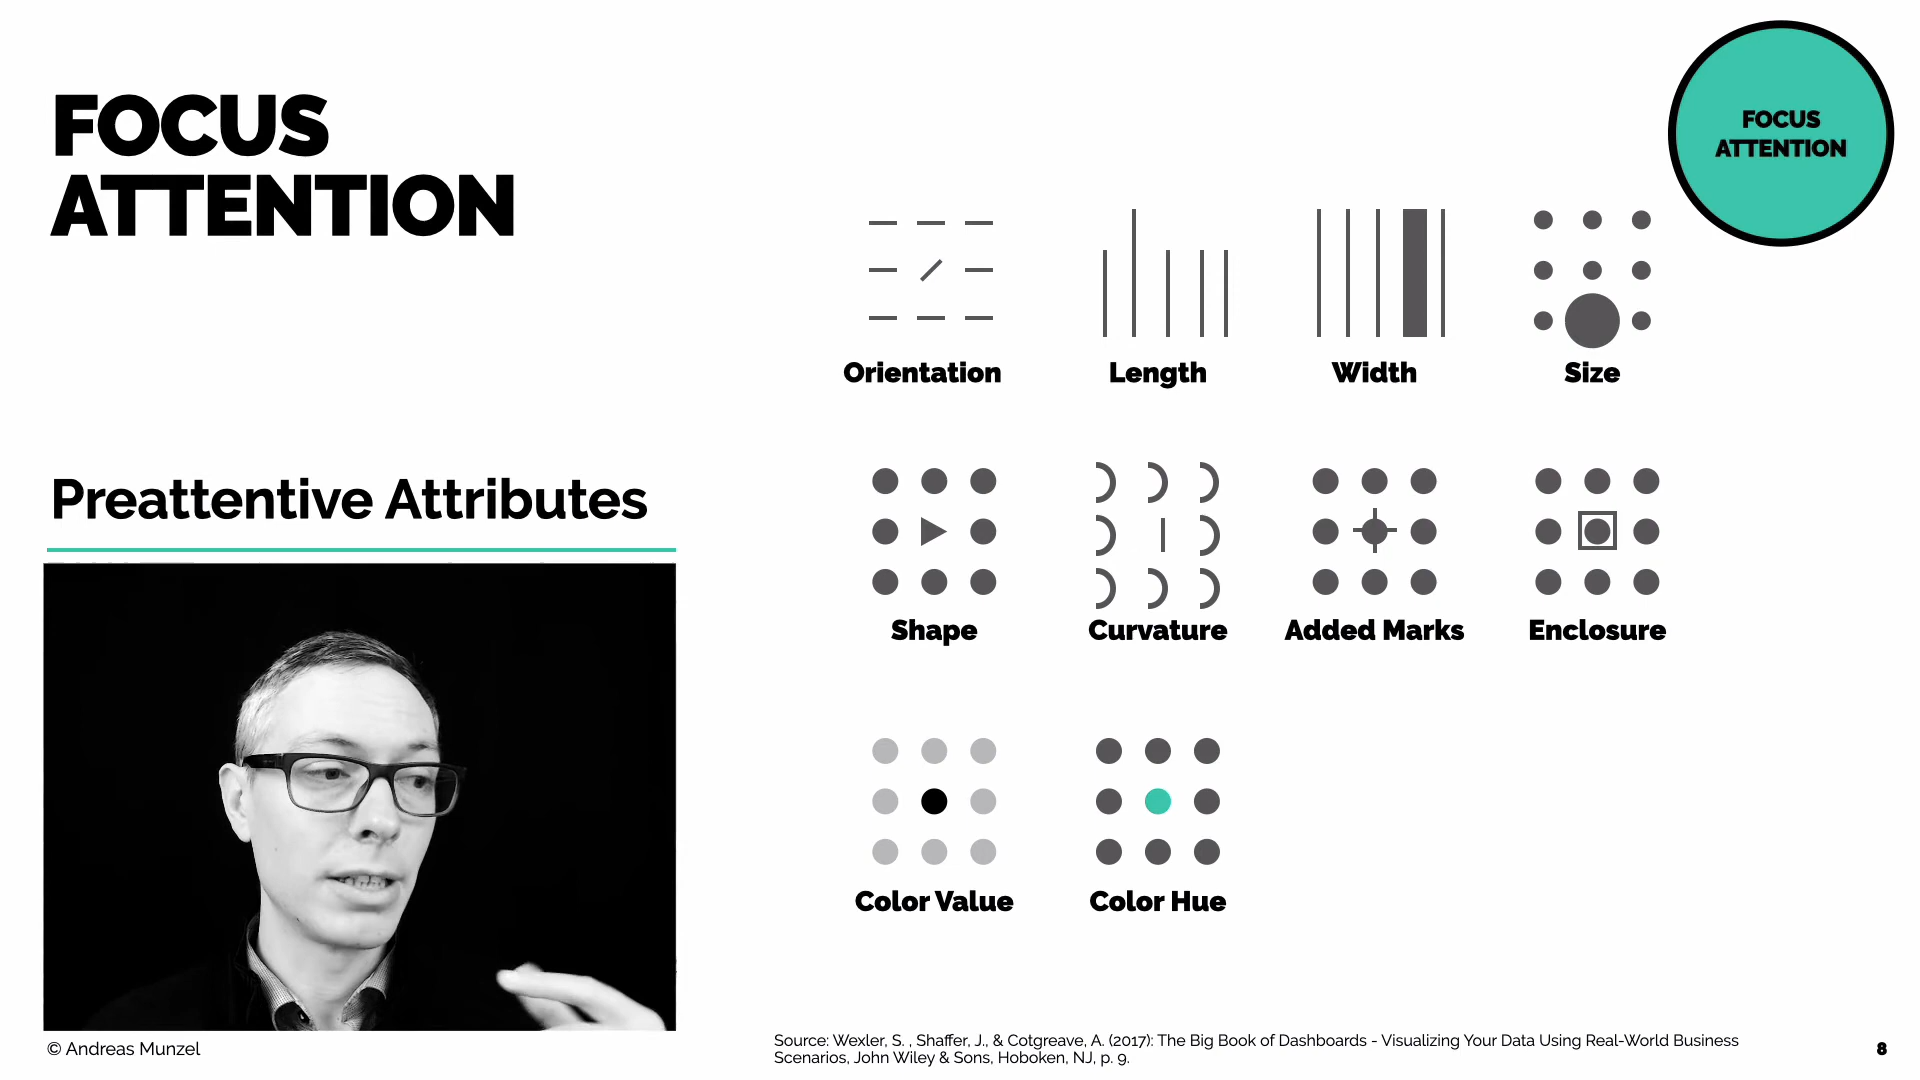 FOCUS
ATTENTION
FOCUS
ATTENTION
Orientation
Length
Width
Size
Preattentive Attributes
Shape
Curvature
Added Marks
Enclosure
Color Value
Color Hue
© Andreas Munzel
Source: Wexler, S. , Shaffer, J., & Cotgreave, A. (2017): The Big Book of Dashboards - Visualizing Your Data Using Real-World Business
Scenarios, John Wiley & Sons, Hoboken, NJ, p. 9.
8